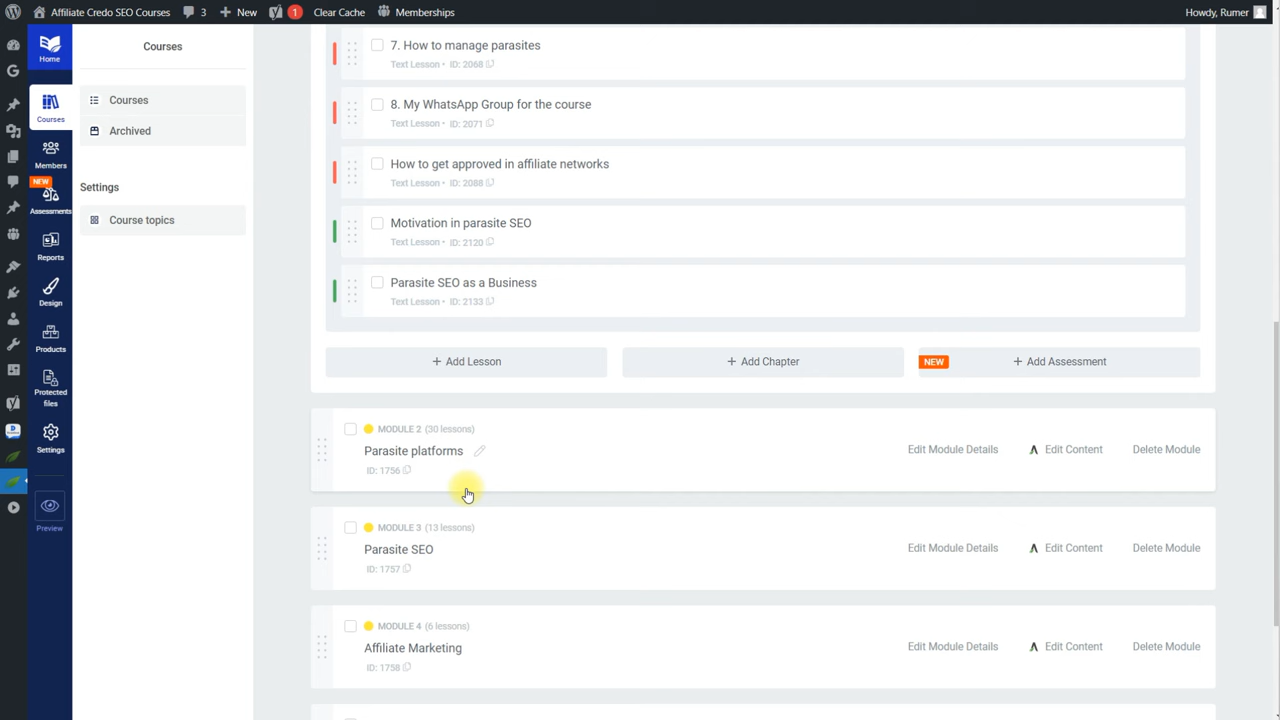 Affiliate Credo SEO Courses
3
New
1
Clear Cache
Memberships
Howdy, Rumer
Home
Courses
Members
NEW
Assessments
Reports
Design
Products
Protected
files
Settings
Preview
Courses
Courses
Archived
Settings
Course topics
7. How to manage parasites
Text Lesson • ID: 2068
8. My WhatsApp Group for the course
Text Lesson • ID: 2071
How to get approved in affiliate networks
Text Lesson • ID: 2088
Motivation in parasite SEO
Text Lesson • ID: 2120
Parasite SEO as a Business
Text Lesson • ID: 2133
+ Add Lesson
+ Add Chapter
NEW + Add Assessment
MODULE 2 (30 lessons)
Parasite platforms
ID: 1756
Edit Module Details
Edit Content
Delete Module
MODULE 3 (13 lessons)
Parasite SEO
ID: 1757
Edit Module Details
Edit Content
Delete Module
MODULE 4 (6 lessons)
Affiliate Marketing
ID: 1758
Edit Module Details
Edit Content
Delete Module